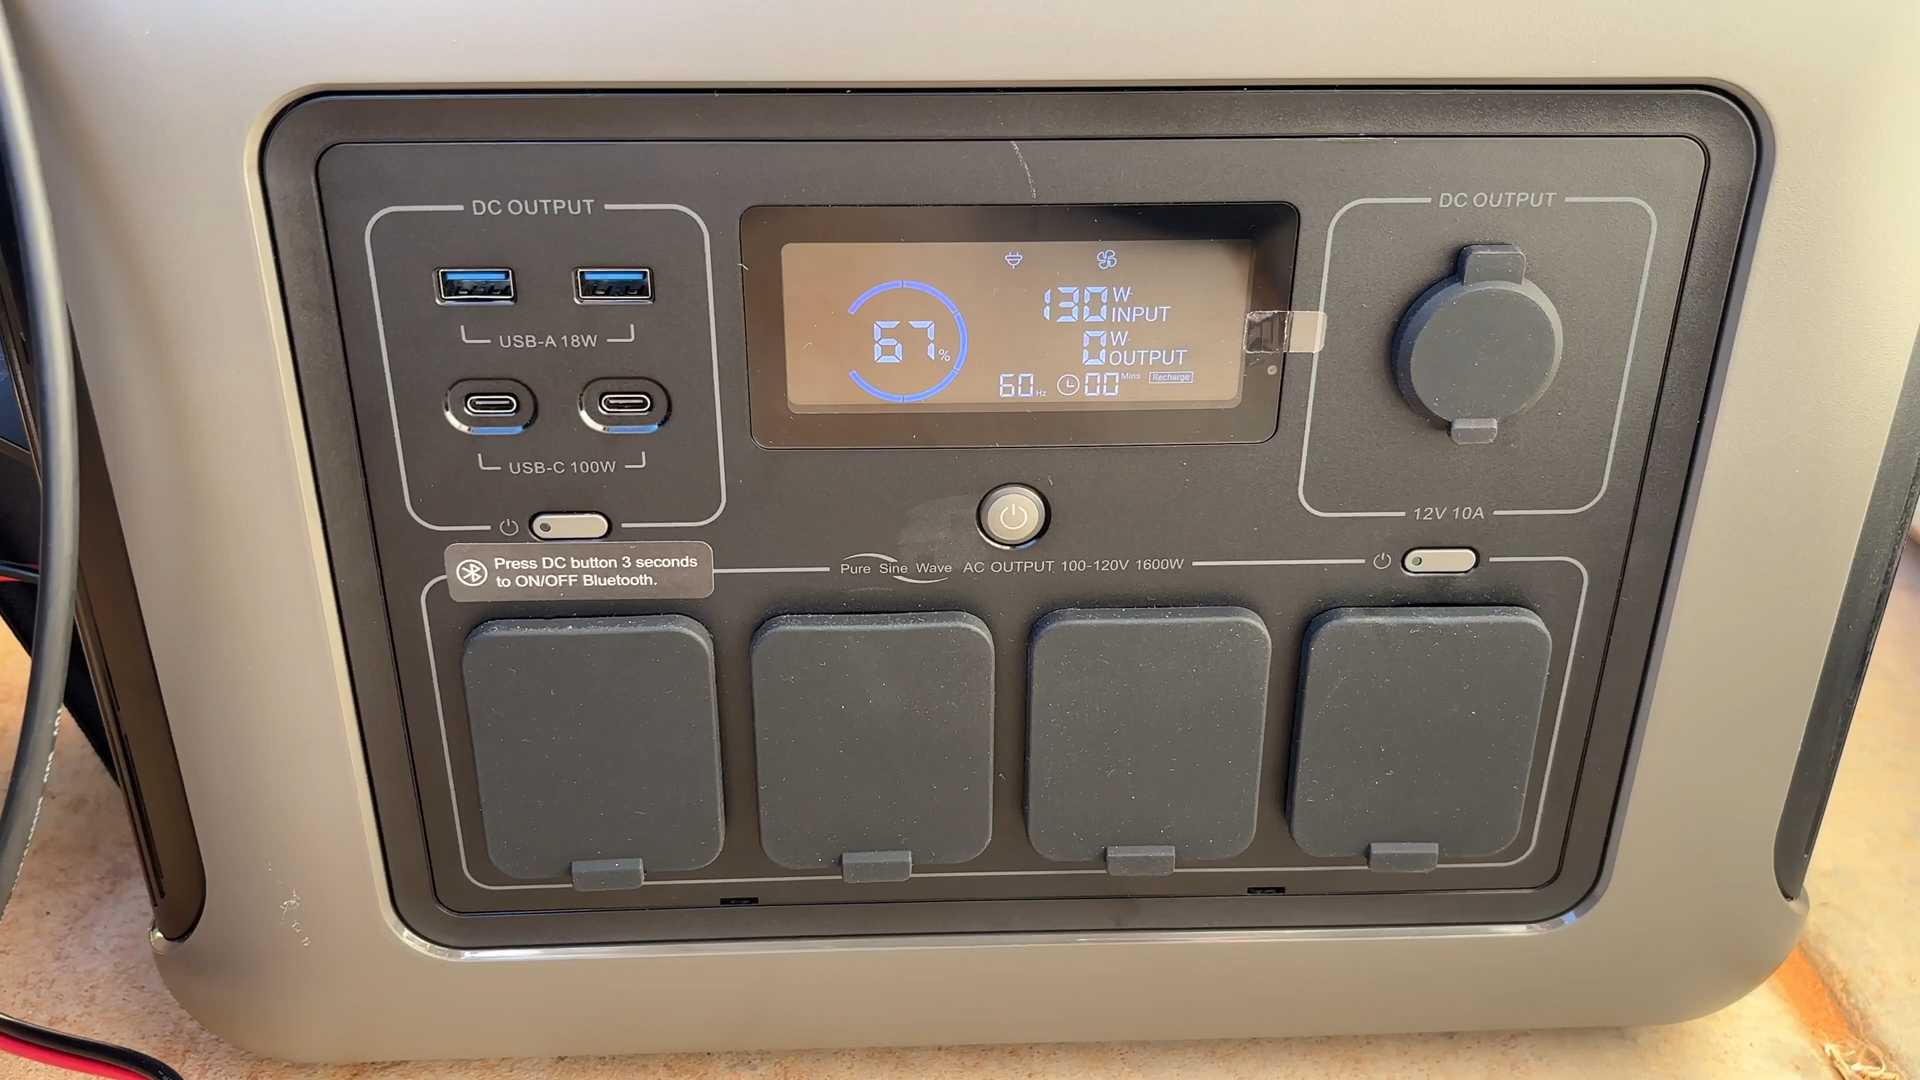 DC OUTPUT
USB-A 18W
USB-C 100W
Press DC button 3 seconds
to ON/OFF Bluetooth.
67%
130 W
INPUT
0 W
OUTPUT
60 Hz 00 Mins Recharge
DC OUTPUT
12V 10A
Pure Sine Wave AC OUTPUT 100-120V 1600W